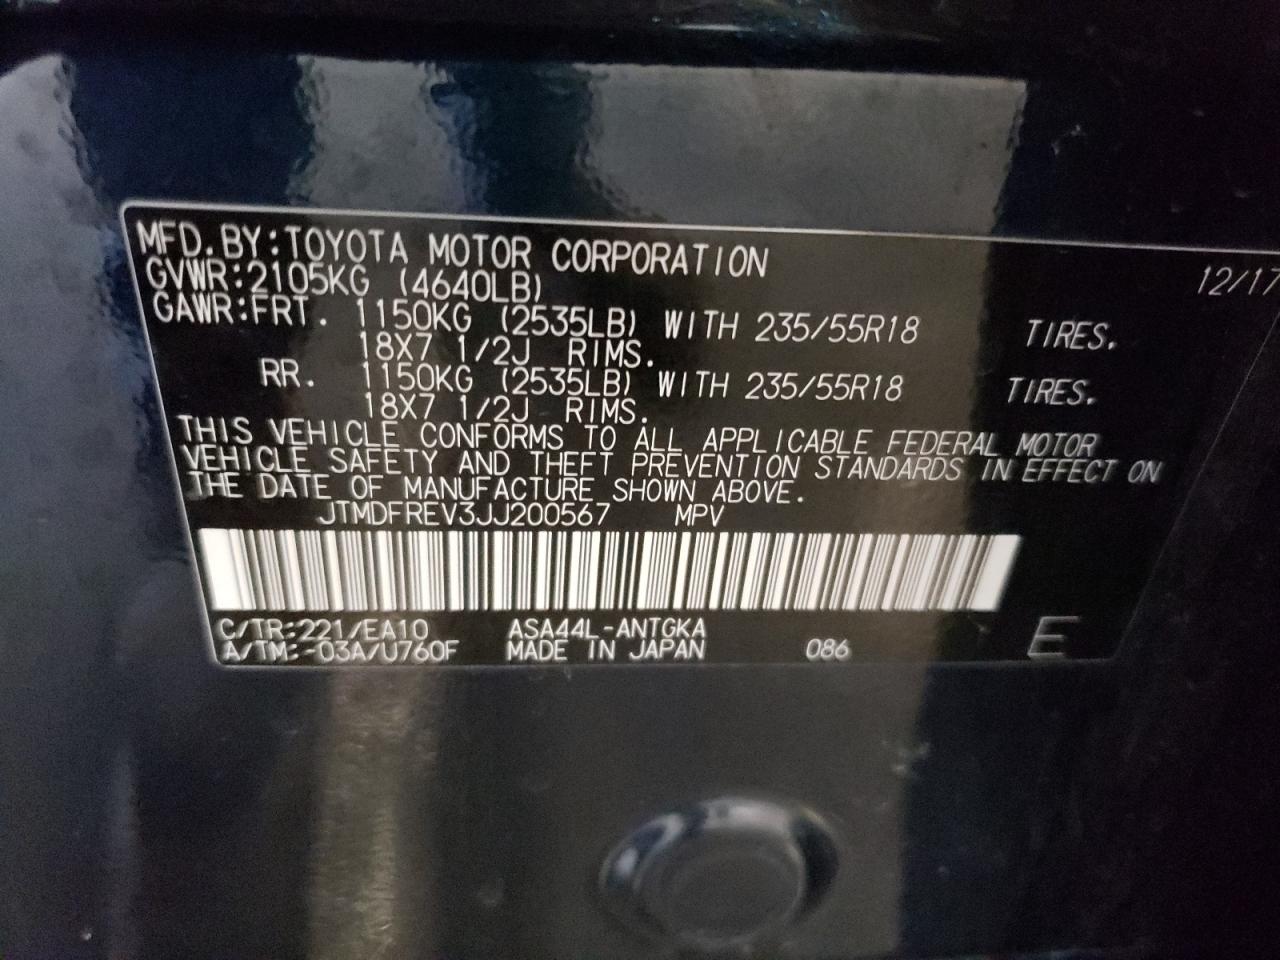 MFD.BY:TOYOTA MOTOR CORPORATION 12/17
GVWR:2105KG (4640LB)
GAWR:FRT. 1150KG (2535LB) WITH 235/55R18 TIRES.
18X7 1/2J RIMS.
RR. 1150KG (2535LB) WITH 235/55R18 TIRES.
18X7 1/2J RIMS.
THIS VEHICLE CONFORMS TO ALL APPLICABLE FEDERAL MOTOR
VEHICLE SAFETY AND THEFT PREVENTION STANDARDS IN EFFECT ON
THE DATE OF MANUFACTURE SHOWN ABOVE.
JTMDFREV3JJ200567 MPV
C/TR:221/EA10 ASA44L-ANTGKA
A/TM:-03A/U760F MADE IN JAPAN 086 E